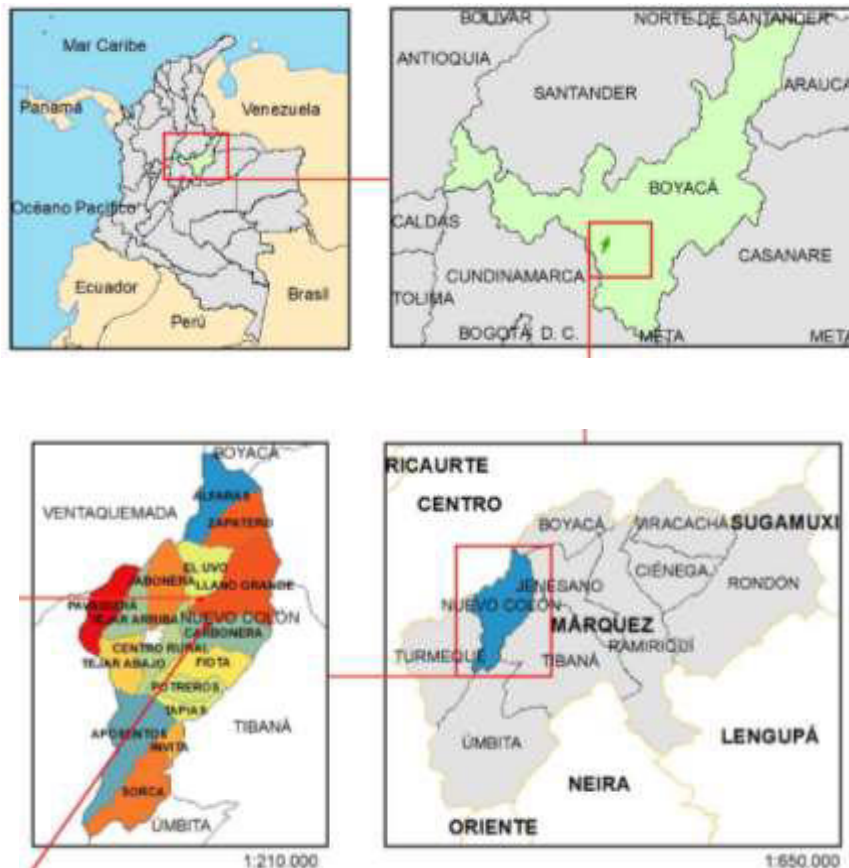 Mar Caribe
Panamá
Venezuela
Océano Pacífico
Ecuador
Perú
Brasil
BOLIVAR
NORTE DE SANTANDER
ANTIOQUIA
ARAUCA
SANTANDER
BOYACÁ
CALDAS
CASANARE
CUNDINAMARCA
TOLIMA
BOGOTÁ D. C.
META
META
BOYACÁ
ALFARAS
VENTAQUEMADA
ZAPATERO
EL UVO
JABONERA
LLANO GRANDE
PAVAQUERA
TEJAR ARRIBA
NUEVO COLÓN
CARBONERA
CENTRO RURAL
TEJAR ABAJO
FIOTA
POTREROS
TAPIAS
APOSENTOS
TIBANÁ
INVITA
SORCA
ÚMBITA
1:210.000
RICAURTE
CENTRO
BOYACÁ
VIRACACHÁ
SUGAMUXI
CIÉNEGA
JENESANO
RONDÓN
NUEVO COLÓN
MÁRQUEZ
RAMIRIQUÍ
TURMEQUÉ
TIBANÁ
ÚMBITA
LENGUPÁ
NEIRA
ORIENTE
1:650.000